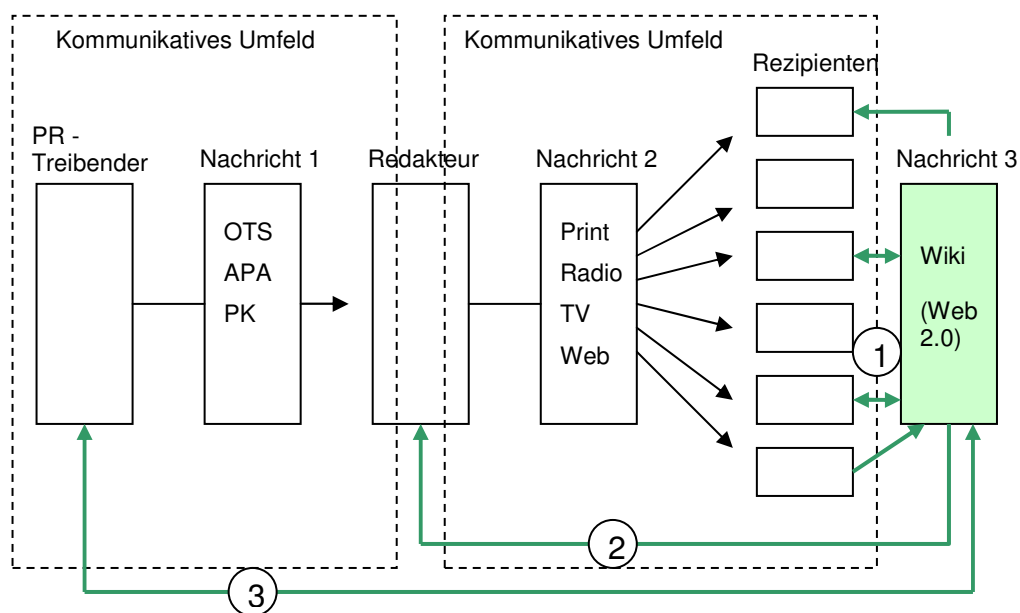 Kommunikatives Umfeld
Kommunikatives Umfeld
Rezipienten
PR -
Treibender
Nachricht 1
Redakteur
Nachricht 2
Nachricht 3
OTS
APA
PK
Print
Radio
TV
Web
Wiki
(Web
2.0)
1
2
3